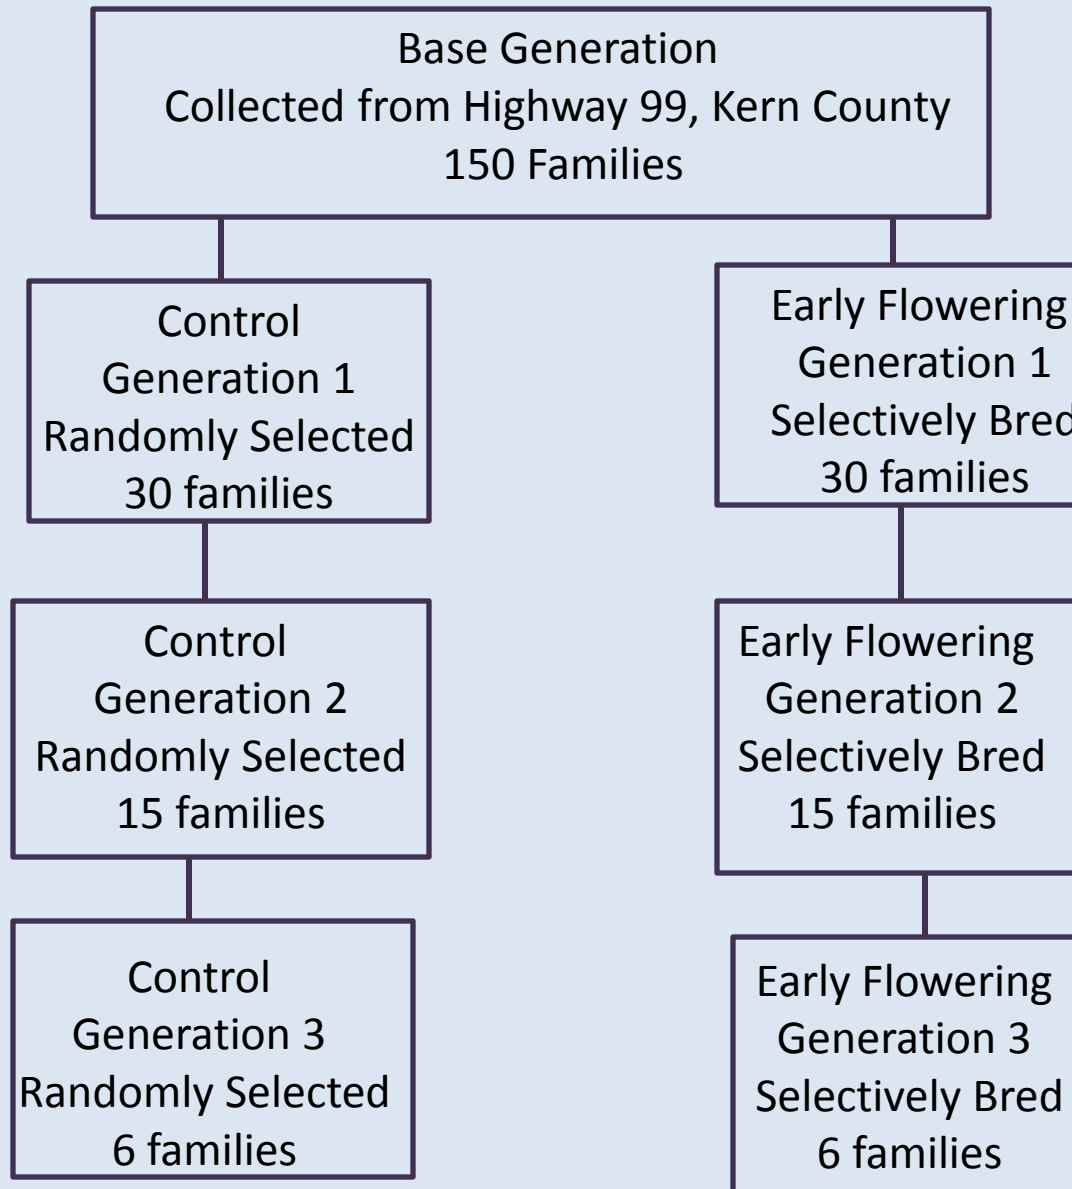 Base Generation
Collected from Highway 99, Kern County
150 Families
Control
Generation 1
Randomly Selected
30 families
Early Flowering
Generation 1
Selectively Bred
30 families
Control
Generation 2
Randomly Selected
15 families
Early Flowering
Generation 2
Selectively Bred
15 families
Control
Generation 3
Randomly Selected
6 families
Early Flowering
Generation 3
Selectively Bred
6 families